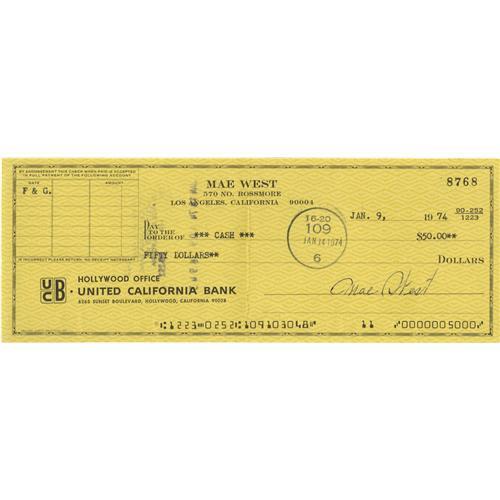 BY ENDORSEMENT THIS CHECK WHEN PAID IS ACCEPTED
IN FULL PAYMENT OF THE FOLLOWING ACCOUNT
DATE AMOUNT
F & G.
IF INCORRECT PLEASE RETURN. NO RECEIPT NECESSARY.
MAE WEST
570 NO. ROSSMORE
LOS ANGELES, CALIFORNIA 90004
8768
JAN. 9, 19 74
90-252
1223
16-20
109
JAN 14 1974
6
PAY
TO THE
ORDER OF *** CASH *** $50.00**
FIFTY DOLLARS** DOLLARS
UCB
HOLLYWOOD OFFICE
· UNITED CALIFORNIA BANK
6265 SUNSET BOULEVARD, HOLLYWOOD, CALIFORNIA 90028
Mae West
⑆1223⑉0252⑆109103048⑈ 11 ⑈0000005000⑈